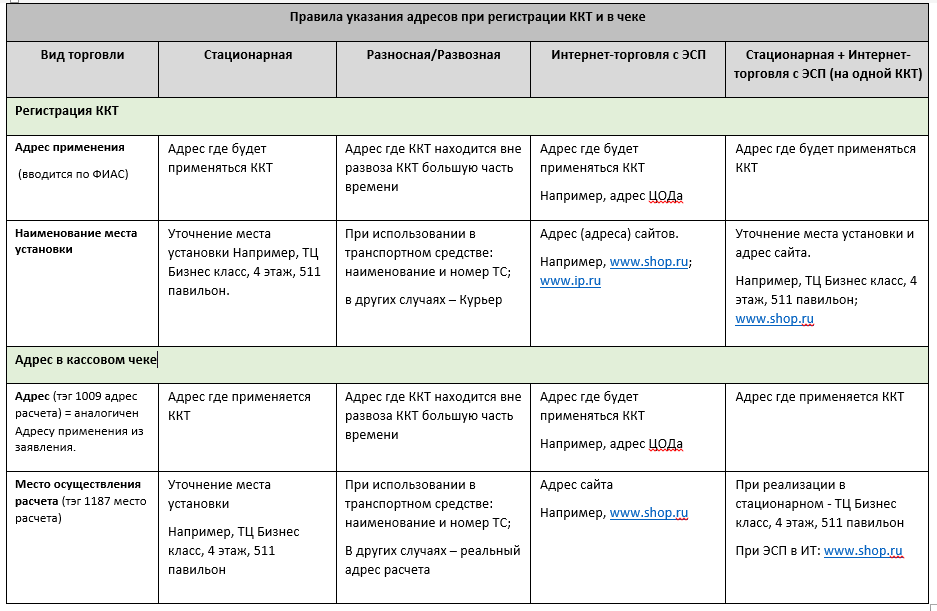 Правила указания адресов при регистрации ККТ и в чеке
Вид торговли
Стационарная
Разносная/Развозная
Интернет-торговля с ЭСП
Стационарная + Интернет-
торговля с ЭСП (на одной ККТ)
Регистрация ККТ
Адрес применения
(вводится по ФИАС)
Адрес где будет
применяться ККТ
Адрес где ККТ находится вне
развоза ККТ большую часть
времени
Адрес где будет
применяться ККТ
Например, адрес ЦОДа
Адрес где будет применяться
ККТ
Наименование места
установки
Уточнение места
установки Например, ТЦ
Бизнес класс, 4 этаж, 511
павильон.
При использовании в
транспортном средстве:
наименование и номер ТС;
в других случаях – Курьер
Адрес (адреса) сайтов.
Например, www.shop.ru;
www.ip.ru
Уточнение места установки и
адрес сайта.
Например, ТЦ Бизнес класс, 4
этаж, 511 павильон;
www.shop.ru
Адрес в кассовом чеке
Адрес (тэг 1009 адрес
расчета) = аналогичен
Адресу применения из
заявления.
Адрес где применяется
ККТ
Адрес где ККТ находится вне
развоза ККТ большую часть
времени
Адрес где будет
применяться ККТ
Например, адрес ЦОДа
Адрес где применяется ККТ
Место осуществления
расчета (тэг 1187 место
расчета)
Уточнение места
установки
Например, ТЦ Бизнес
класс, 4 этаж, 511
павильон
При использовании в
транспортном средстве:
наименование и номер ТС;
В других случаях – реальный
адрес расчета
Адрес сайта
Например, www.shop.ru
При реализации в
стационарном - ТЦ Бизнес
класс, 4 этаж, 511 павильон
При ЭСП в ИТ: www.shop.ru